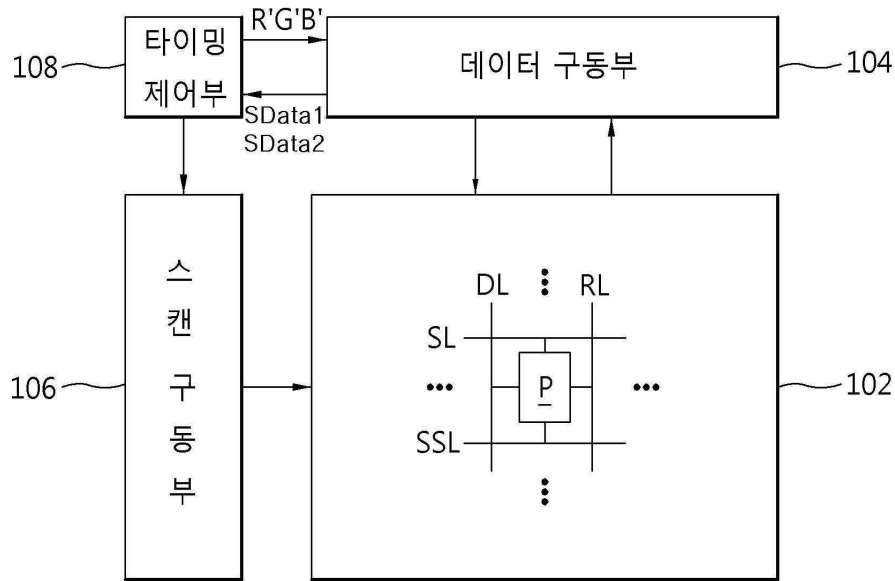 R'G'B'
108
타이밍
제어부
데이터 구동부
104
SData1
SData2
스
캔
구
동
부
106
DL
RL
SL
P
SSL
102